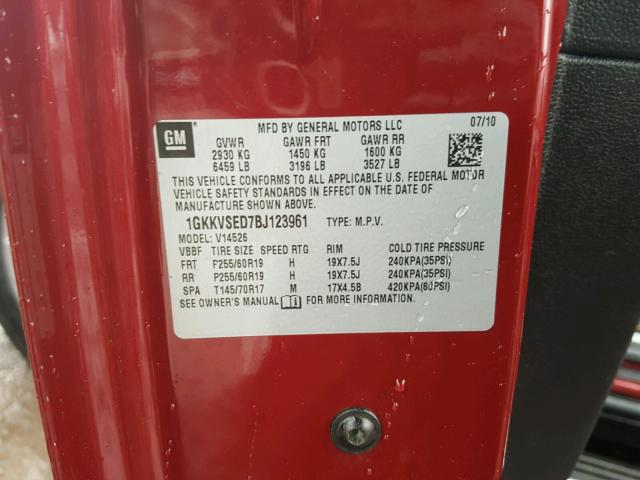 GM
MFD BY GENERAL MOTORS LLC 07/10
GVWR GAWR FRT GAWR RR
2930 KG 1450 KG 1600 KG
6459 LB 3196 LB 3527 LB
THIS VEHICLE CONFORMS TO ALL APPLICABLE U.S. FEDERAL MOTOR
VEHICLE SAFETY STANDARDS IN EFFECT ON THE DATE OF
MANUFACTURE SHOWN ABOVE.
1GKKVSED7BJ123961 TYPE: M.P.V.
MODEL: V14526
VBBF TIRE SIZE SPEED RTG RIM COLD TIRE PRESSURE
FRT P255/60R19 H 19X7.5J 240KPA(35PSI)
RR P255/60R19 H 19X7.5J 240KPA(35PSI)
SPA T145/70R17 M 17X4.5B 420KPA(60PSI)
SEE OWNER'S MANUAL FOR MORE INFORMATION.